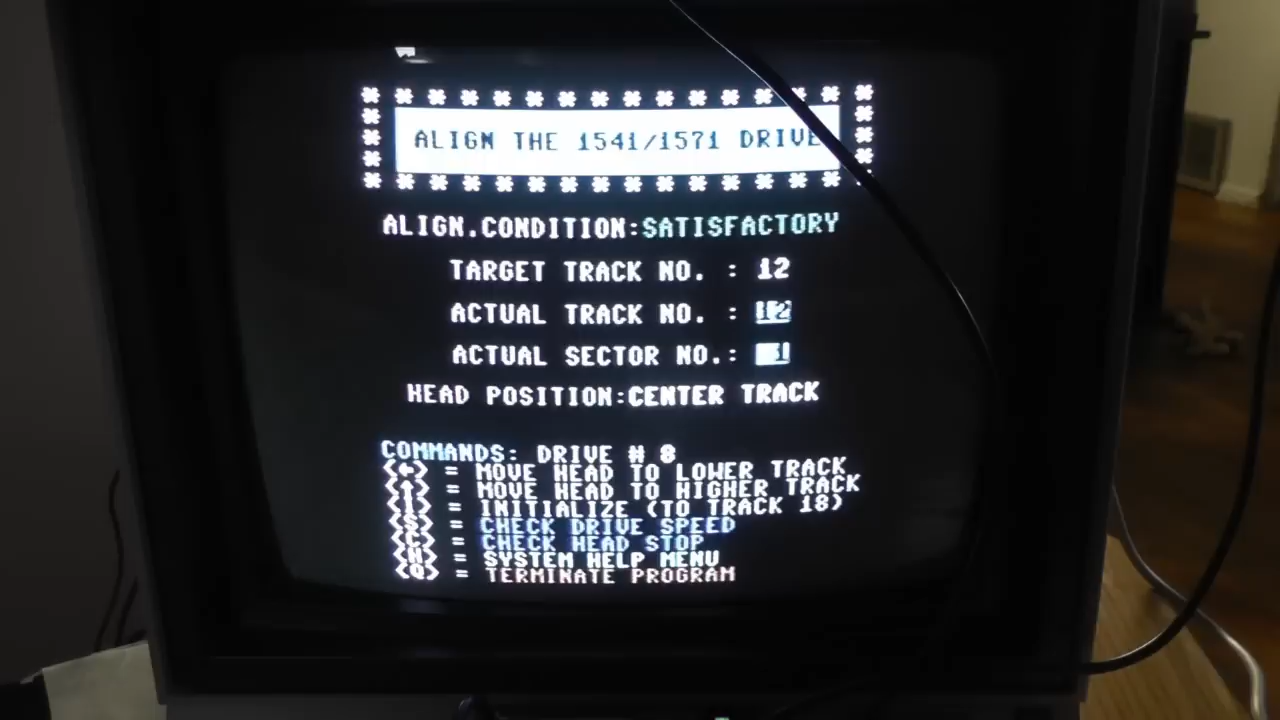 * * * * * * * * * * * * * * * *
* ALIGN THE 1541/1571 DRIVE *
* * * * * * * * * * * * * * * *
ALIGN.CONDITION:SATISFACTORY
TARGET TRACK NO. : 12
ACTUAL TRACK NO. : 12
ACTUAL SECTOR NO.:
HEAD POSITION:CENTER TRACK
COMMANDS: DRIVE # 8
<←> = MOVE HEAD TO LOWER TRACK
= MOVE HEAD TO HIGHER TRACK
<I> = INITIALIZE (TO TRACK 18)
<S> = CHECK DRIVE SPEED
<C> = CHECK HEAD STOP
<H> = SYSTEM HELP MENU
<Q> = TERMINATE PROGRAM